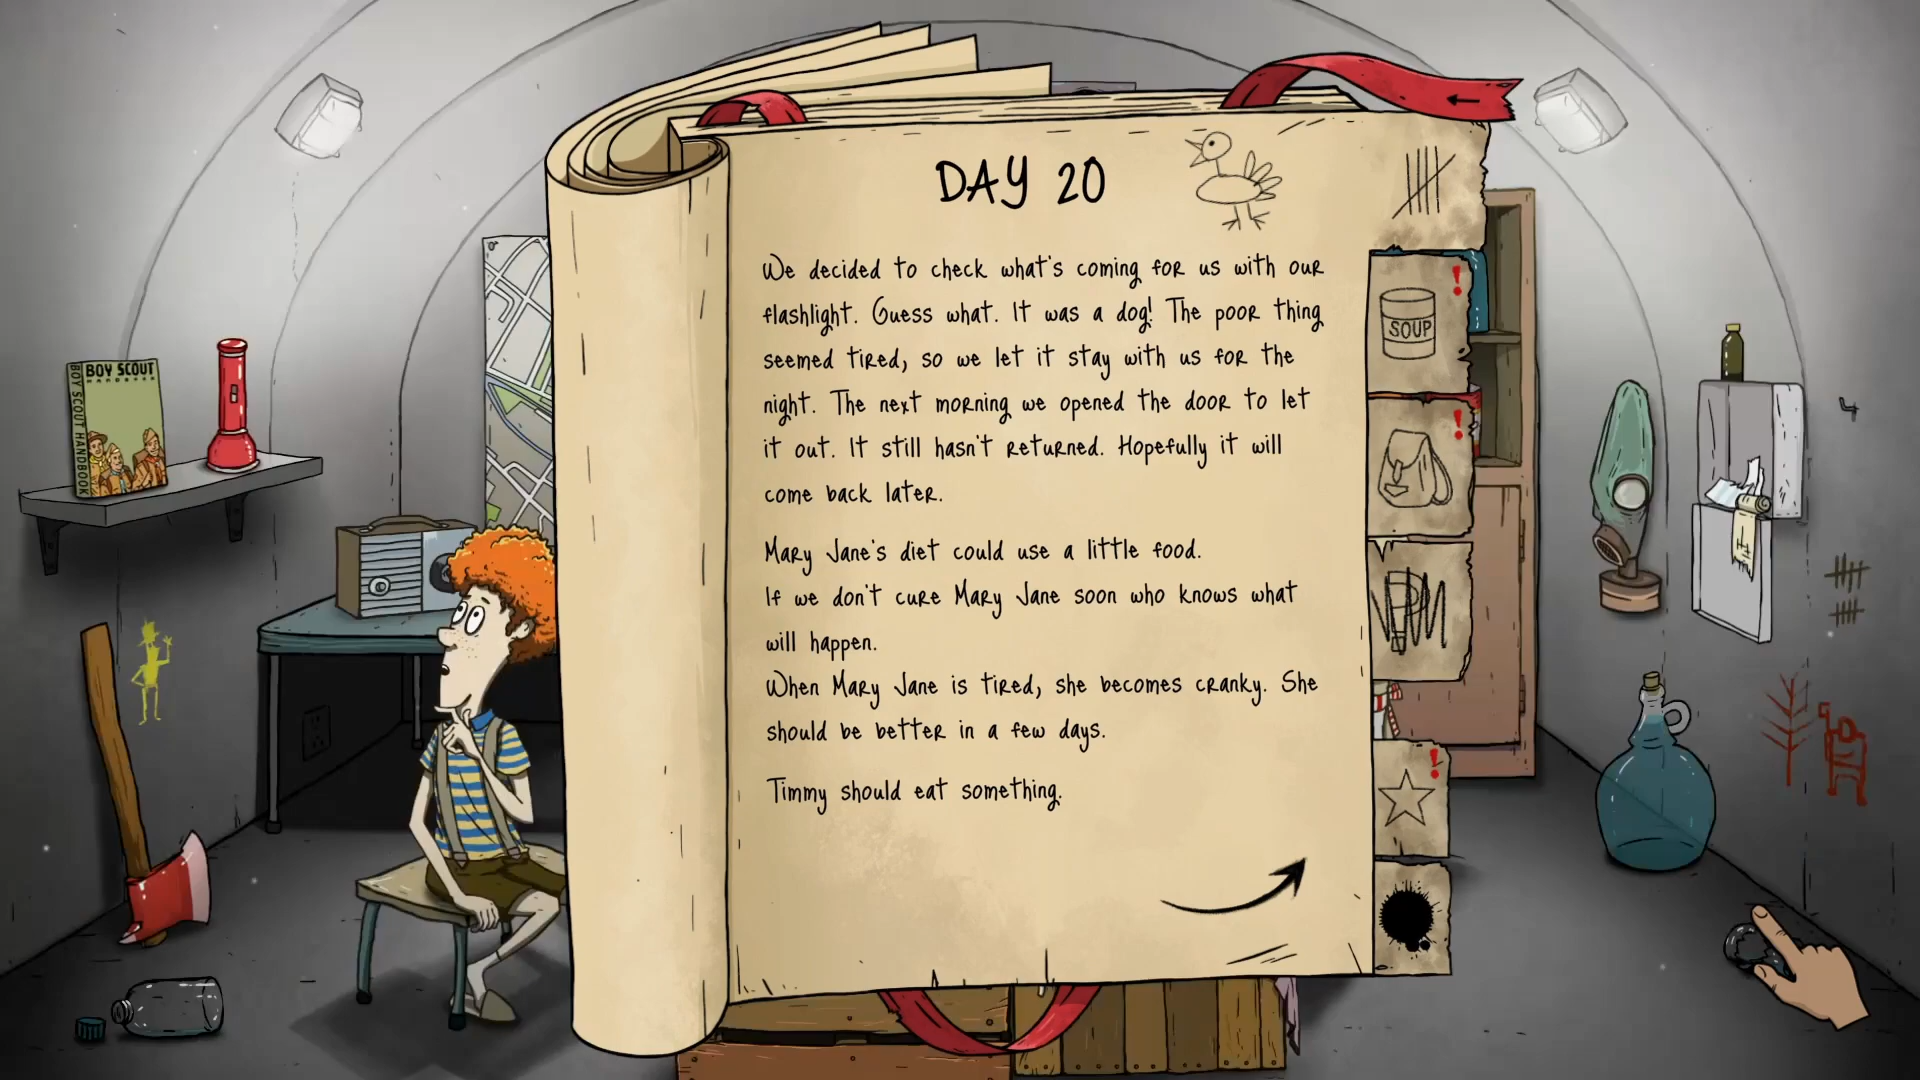 DAY 20
We decided to check what's coming for us with our
flashlight. Guess what. It was a dog! The poor thing
seemed tired, so we let it stay with us for the
night. The next morning we opened the door to let
it out. It still hasn't returned. Hopefully it will
come back later.
Mary Jane's diet could use a little food.
If we don't cure Mary Jane soon who knows what
will happen.
When Mary Jane is tired, she becomes cranky. She
should be better in a few days.
Timmy should eat something.
SOUP
!
!
!
BOY SCOUT
HANDBOOK
BOY SCOUT HANDBOOK